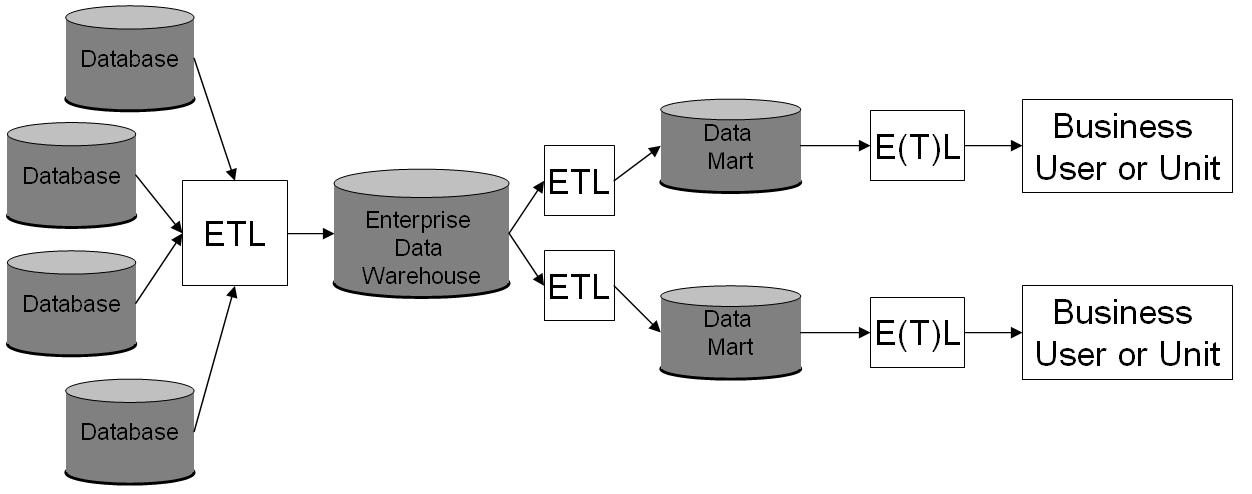 Database
Database
Database
Database
ETL
Enterprise
Data
Warehouse
ETL
ETL
Data
Mart
E(T)L
Business
User or Unit
Data
Mart
E(T)L
Business
User or Unit